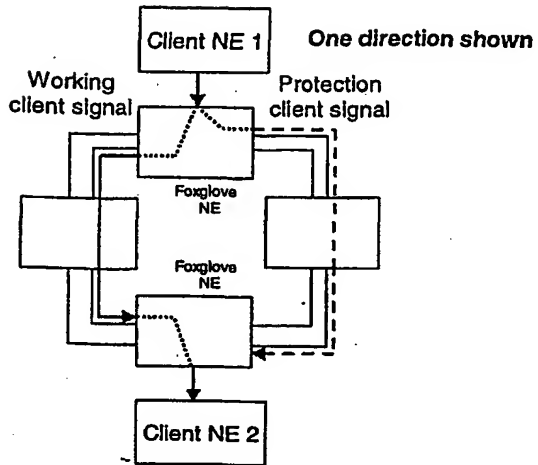 Client NE 1
One direction shown
Working
client signal
Protection
client signal
Foxglove
NE
Foxglove
NE
Client NE 2